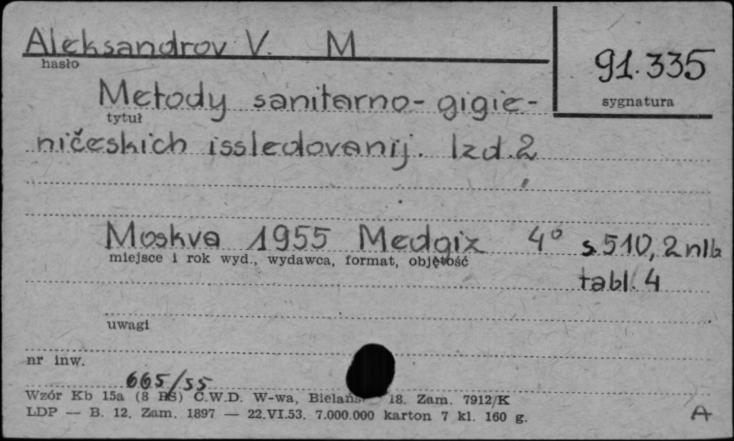 Aleksandrov V. M
hasło
91.335
sygnatura
Metody sanitarno-gigie-
tytuł
ničeskich issledovanij. Izd. 2
Moskva 1955 Medgiz 4° s. 510, 2 nlb
miejsce i rok wyd., wydawca, format, objętość
tabl. 4
uwagi
nr inw.
665/55
Wzór Kb 15a (8 BS) C.W.D. W-wa, 18. Zam. 7912/K
LDP — B. 12. Zam. 1897 — 22.VI.53. 7.000.000 karton 7 kl. 160 g.
A